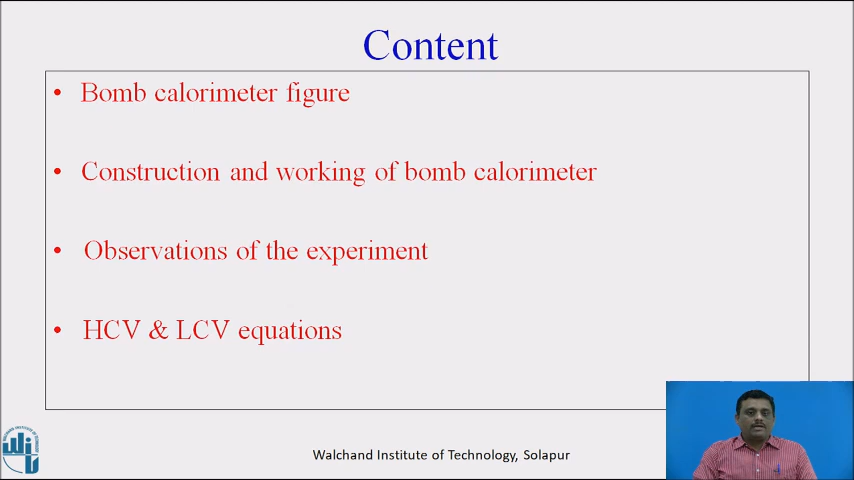 Content
• Bomb calorimeter figure
• Construction and working of bomb calorimeter
• Observations of the experiment
• HCV & LCV equations
Walchand Institute of Technology, Solapur